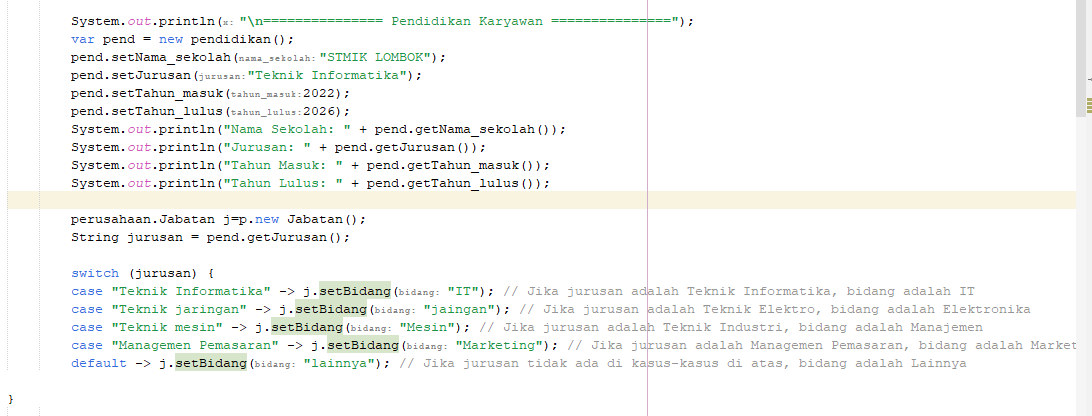 System.out.println(x: "\n=============== Pendidikan Karyawan ===============");
var pend = new pendidikan();
pend.setNama_sekolah(nama_sekolah: "STMIK LOMBOK");
pend.setJurusan(jurusan: "Teknik Informatika");
pend.setTahun_masuk(tahun_masuk: 2022);
pend.setTahun_lulus(tahun_lulus: 2026);
System.out.println("Nama Sekolah: " + pend.getNama_sekolah());
System.out.println("Jurusan: " + pend.getJurusan());
System.out.println("Tahun Masuk: " + pend.getTahun_masuk());
System.out.println("Tahun Lulus: " + pend.getTahun_lulus());
perusahaan.Jabatan j=p.new Jabatan();
String jurusan = pend.getJurusan();
switch (jurusan) {
case "Teknik Informatika" -> j.setBidang(bidang: "IT"); // Jika jurusan adalah Teknik Informatika, bidang adalah IT
case "Teknik jaringan" -> j.setBidang(bidang: "jaingan"); // Jika jurusan adalah Teknik Elektro, bidang adalah Elektronika
case "Teknik mesin" -> j.setBidang(bidang: "Mesin"); // Jika jurusan adalah Teknik Industri, bidang adalah Manajemen
case "Managemen Pemasaran" -> j.setBidang(bidang: "Marketing"); // Jika jurusan adalah Managemen Pemasaran, bidang adalah Market
default -> j.setBidang(bidang: "lainnya"); // Jika jurusan tidak ada di kasus-kasus di atas, bidang adalah Lainnya
}